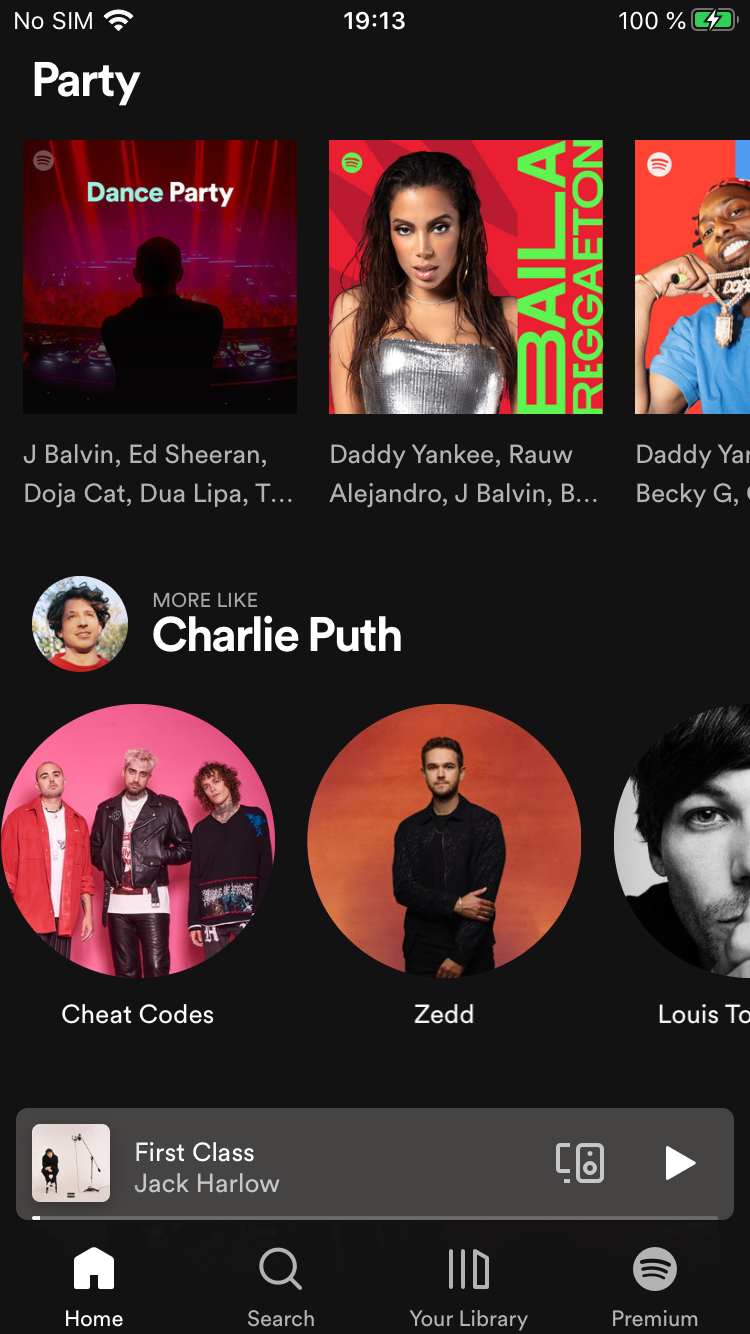 No SIM
19:13
100 %
Party
Dance Party
BAILA
REGGAETON
J Balvin, Ed Sheeran,
Doja Cat, Dua Lipa, T...
Daddy Yankee, Rauw
Alejandro, J Balvin, B...
Daddy Yan
Becky G,
MORE LIKE
Charlie Puth
Cheat Codes
Zedd
Louis To
First Class
Jack Harlow
Home
Search
Your Library
Premium